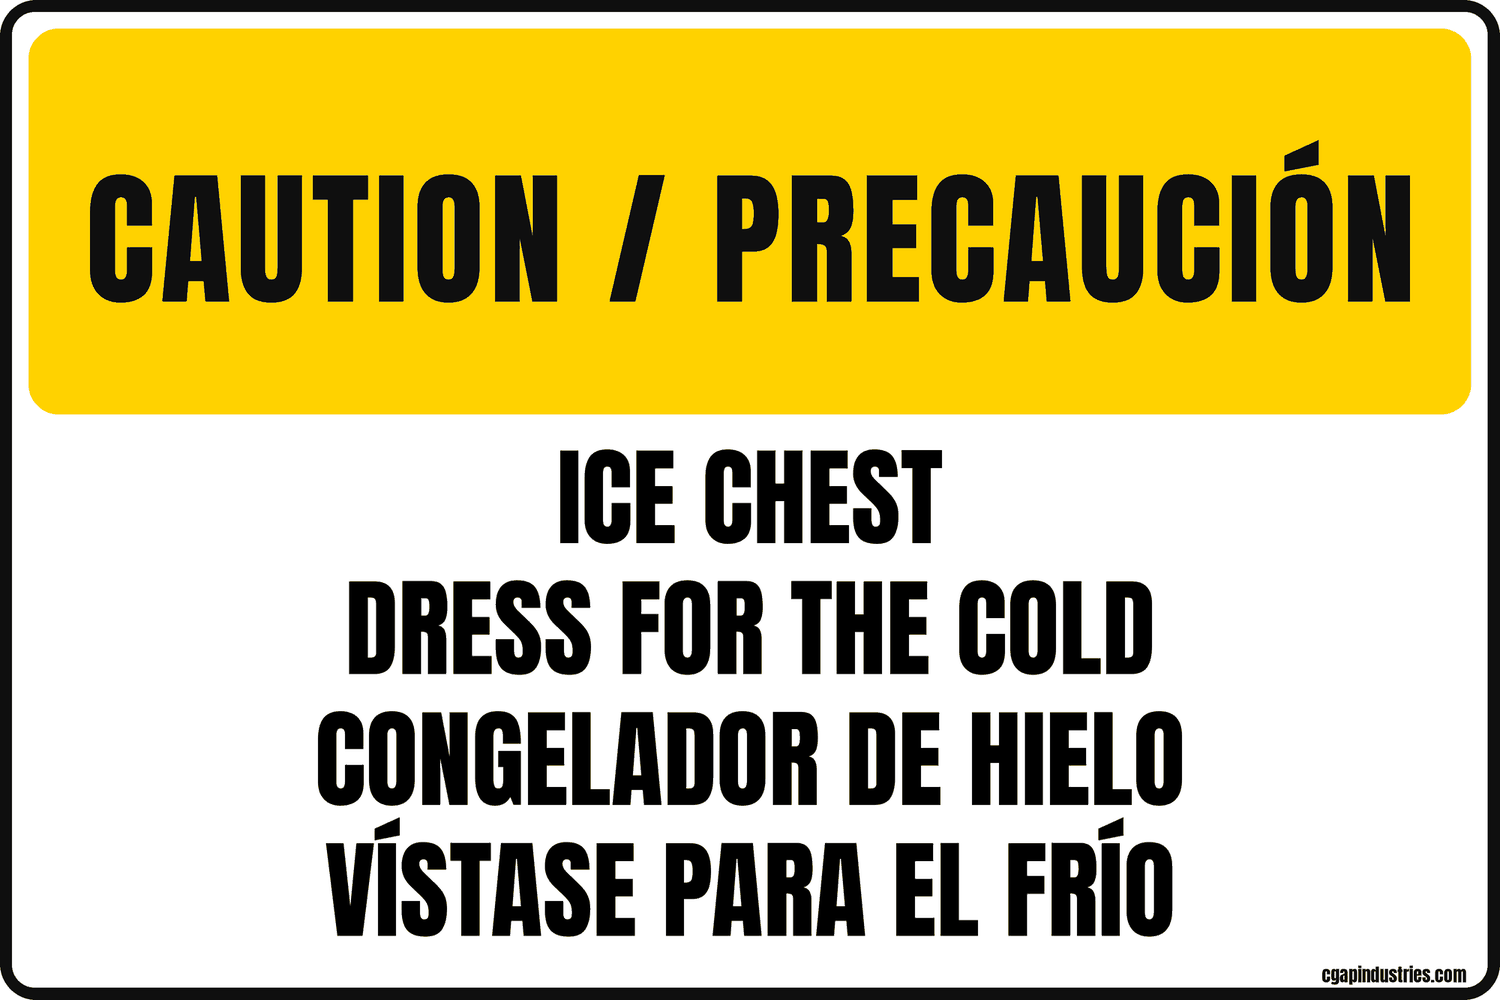 CAUTION / PRECAUCIÓN
ICE CHEST
DRESS FOR THE COLD
CONGELADOR DE HIELO
VÍSTASE PARA EL FRÍO
cgapindustries.com